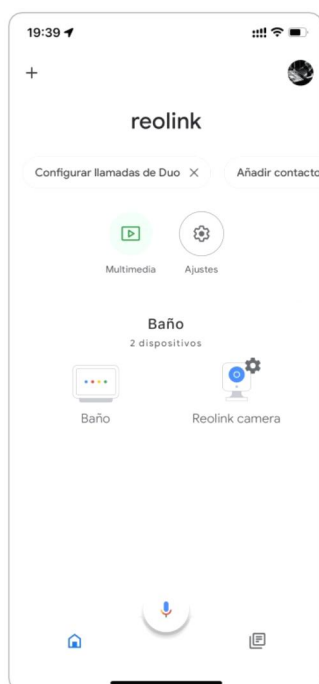 19:39
reolink
Configurar llamadas de Duo
Añadir contacto
Multimedia
Ajustes
Baño
2 dispositivos
Baño
Reolink camera